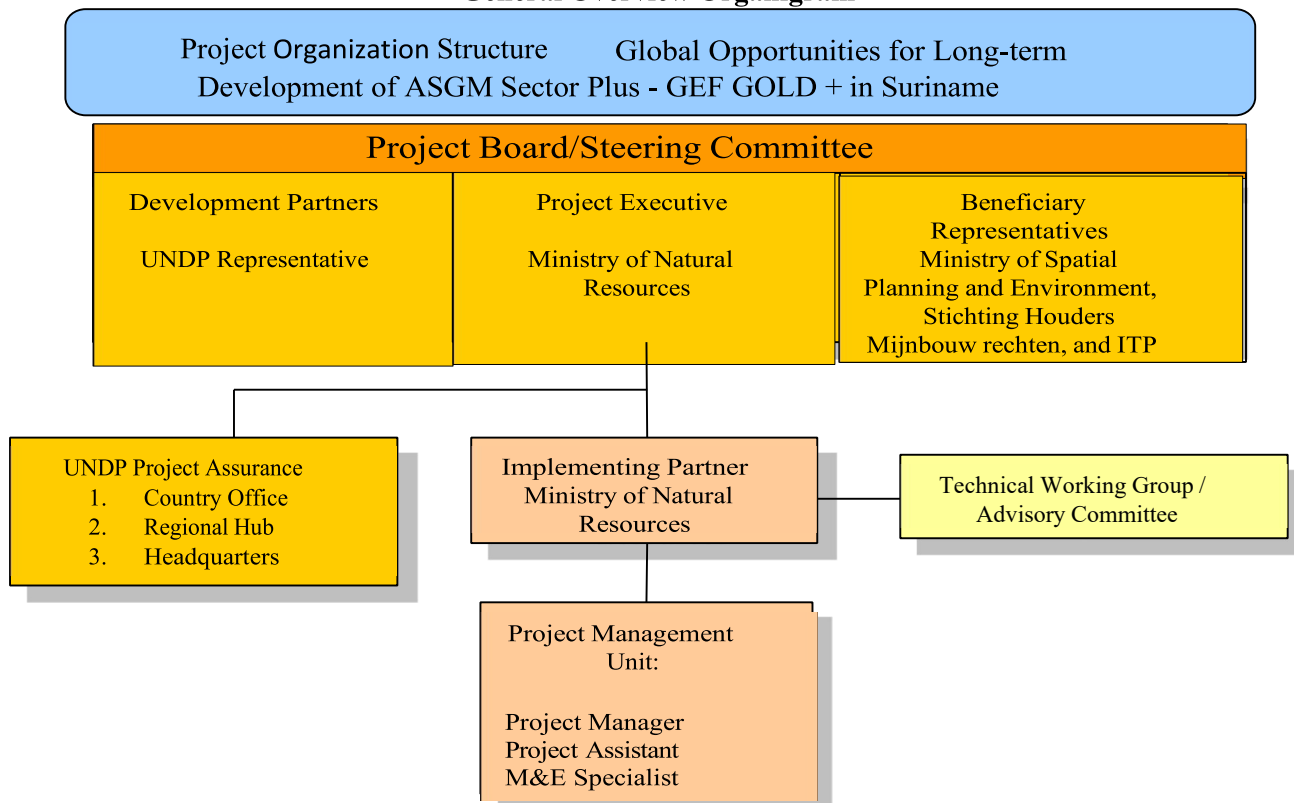 General Overview Organigram
Project Organization Structure Global Opportunities for Long-term
Development of ASGM Sector Plus - GEF GOLD + in Suriname
Project Board/Steering Committee
Development Partners
UNDP Representative
Project Executive
Ministry of Natural
Resources
Beneficiary
Representatives
Ministry of Spatial
Planning and Environment,
Stichting Houders
Mijnbouw rechten, and ITP
UNDP Project Assurance
1. Country Office
2. Regional Hub
3. Headquarters
Implementing Partner
Ministry of Natural
Resources
Technical Working Group /
Advisory Committee
Project Management
Unit:
Project Manager
Project Assistant
M&E Specialist